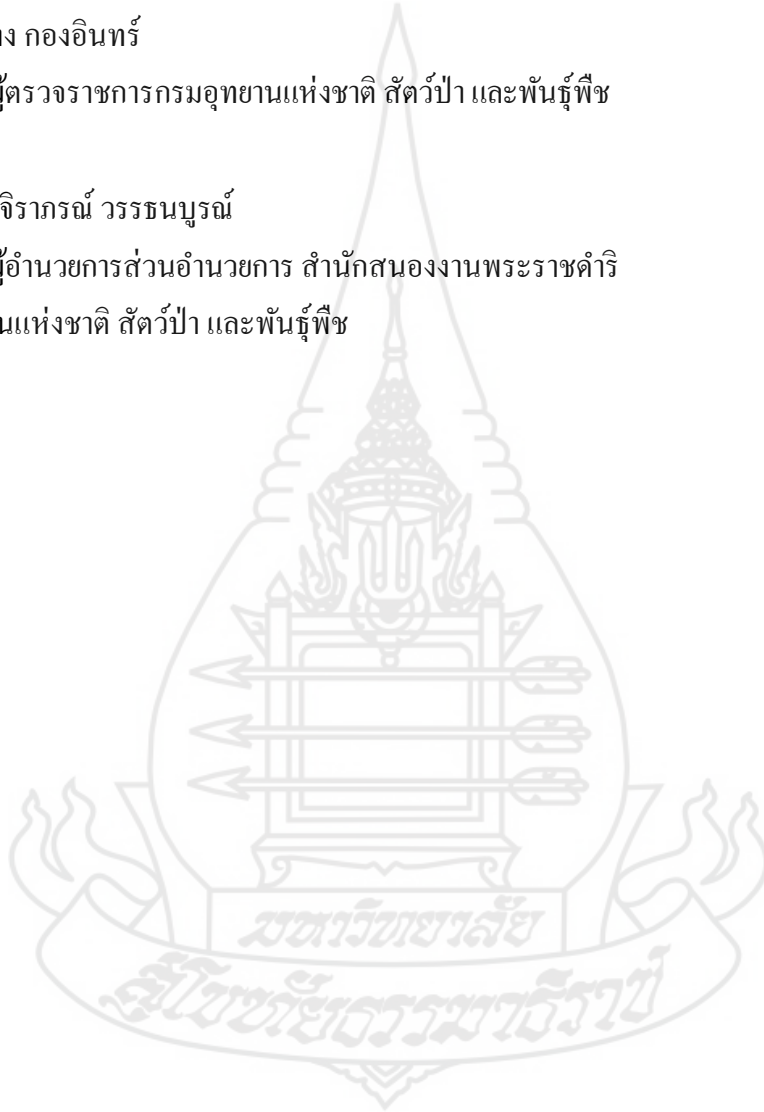 ง กองอินทร์
ผู้ตรวจราชการกรมอุทยานแห่งชาติ สัตว์ป่า และพันธุ์พืช
จิราภรณ์ วรรธนบูรณ์
ผู้อำนวยการส่วนอำนวยการ สำนักสนองงานพระราชดำริ
นแห่งชาติ สัตว์ป่า และพันธุ์พืช
มหาวิทยาลัย
สุโขทัยธรรมาธิราช